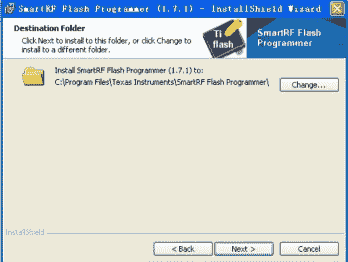 SmartRF Flash Programmer (1.7.1) - InstallShield Wizard
Destination Folder
Click Next to install to this folder, or click Change to
install to a different folder.
Ti
flash
SmartRF Flash
Programmer
Install SmartRF Flash Programmer (1.7.1) to:
C:\Program Files\Texas Instruments\SmartRF Flash Programmer\
Change...
InstallShield
< Back
Next >
Cancel